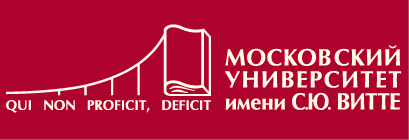 МОСКОВСКИЙ
УНИВЕРСИТЕТ
имени С.Ю. ВИТТЕ
QUI NON PROFICIT, DEFICIT